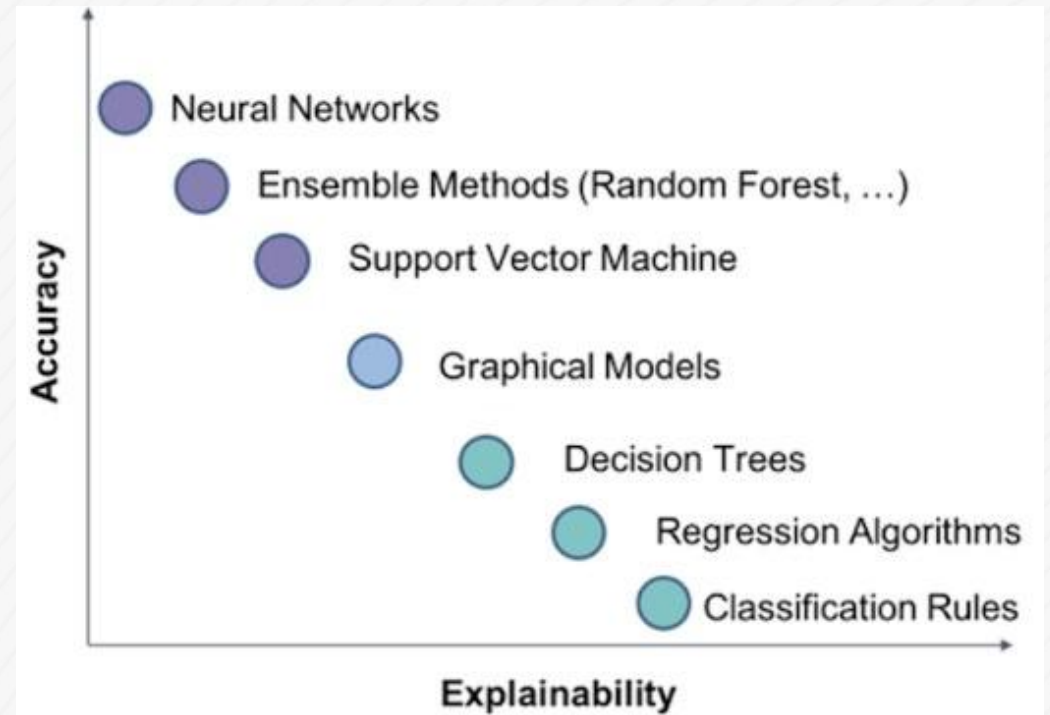 Neural Networks
Ensemble Methods (Random Forest, …)
Support Vector Machine
Graphical Models
Decision Trees
Regression Algorithms
Classification Rules
Accuracy
Explainability